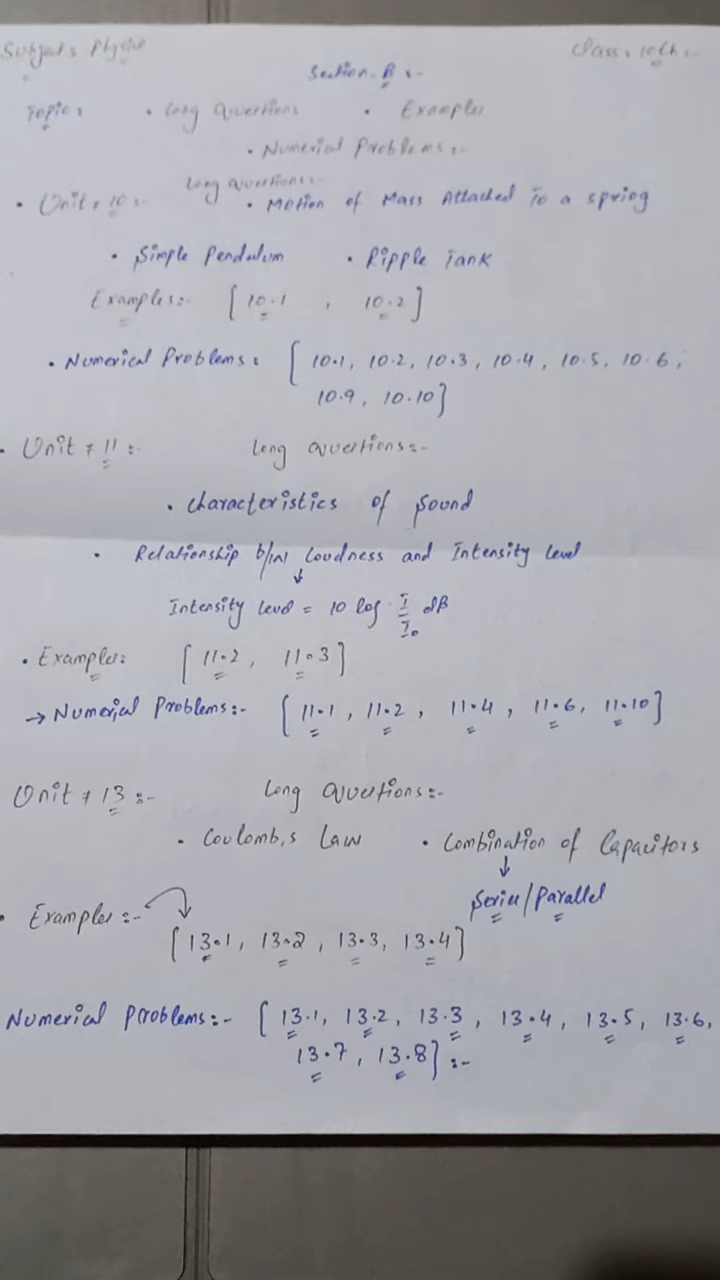 Subject: Physics Class: 10th :-
Section-B :-
Topic: • Long Questions • Examples
• Numerical Problems:-
Long Questions:-
• Unit # 10 :- • Motion of Mass Attached To a spring
• Simple Pendulum • Ripple Tank
Examples:- [10.1 , 10.2]
• Numerical Problems: [10.1, 10.2, 10.3, 10.4, 10.5, 10.6,
10.9, 10.10]
• Unit # 11 :- Long Questions:-
• Characteristics of Sound
• Relationship b/w Loudness and Intensity Level
↓
Intensity Level = 10 log I/I₀ dB
• Examples: [11.2, 11.3]
→ Numerical Problems:- [11.1, 11.2, 11.4, 11.6, 11.10]
Unit # 13 :- Long Questions:-
• Coulomb,s Law • Combination of Capacitors
↓
Series/Parallel
• Examples:-
[13.1, 13.2, 13.3, 13.4]
Numerical Problems:- [13.1, 13.2, 13.3, 13.4, 13.5, 13.6,
13.7, 13.8] :-